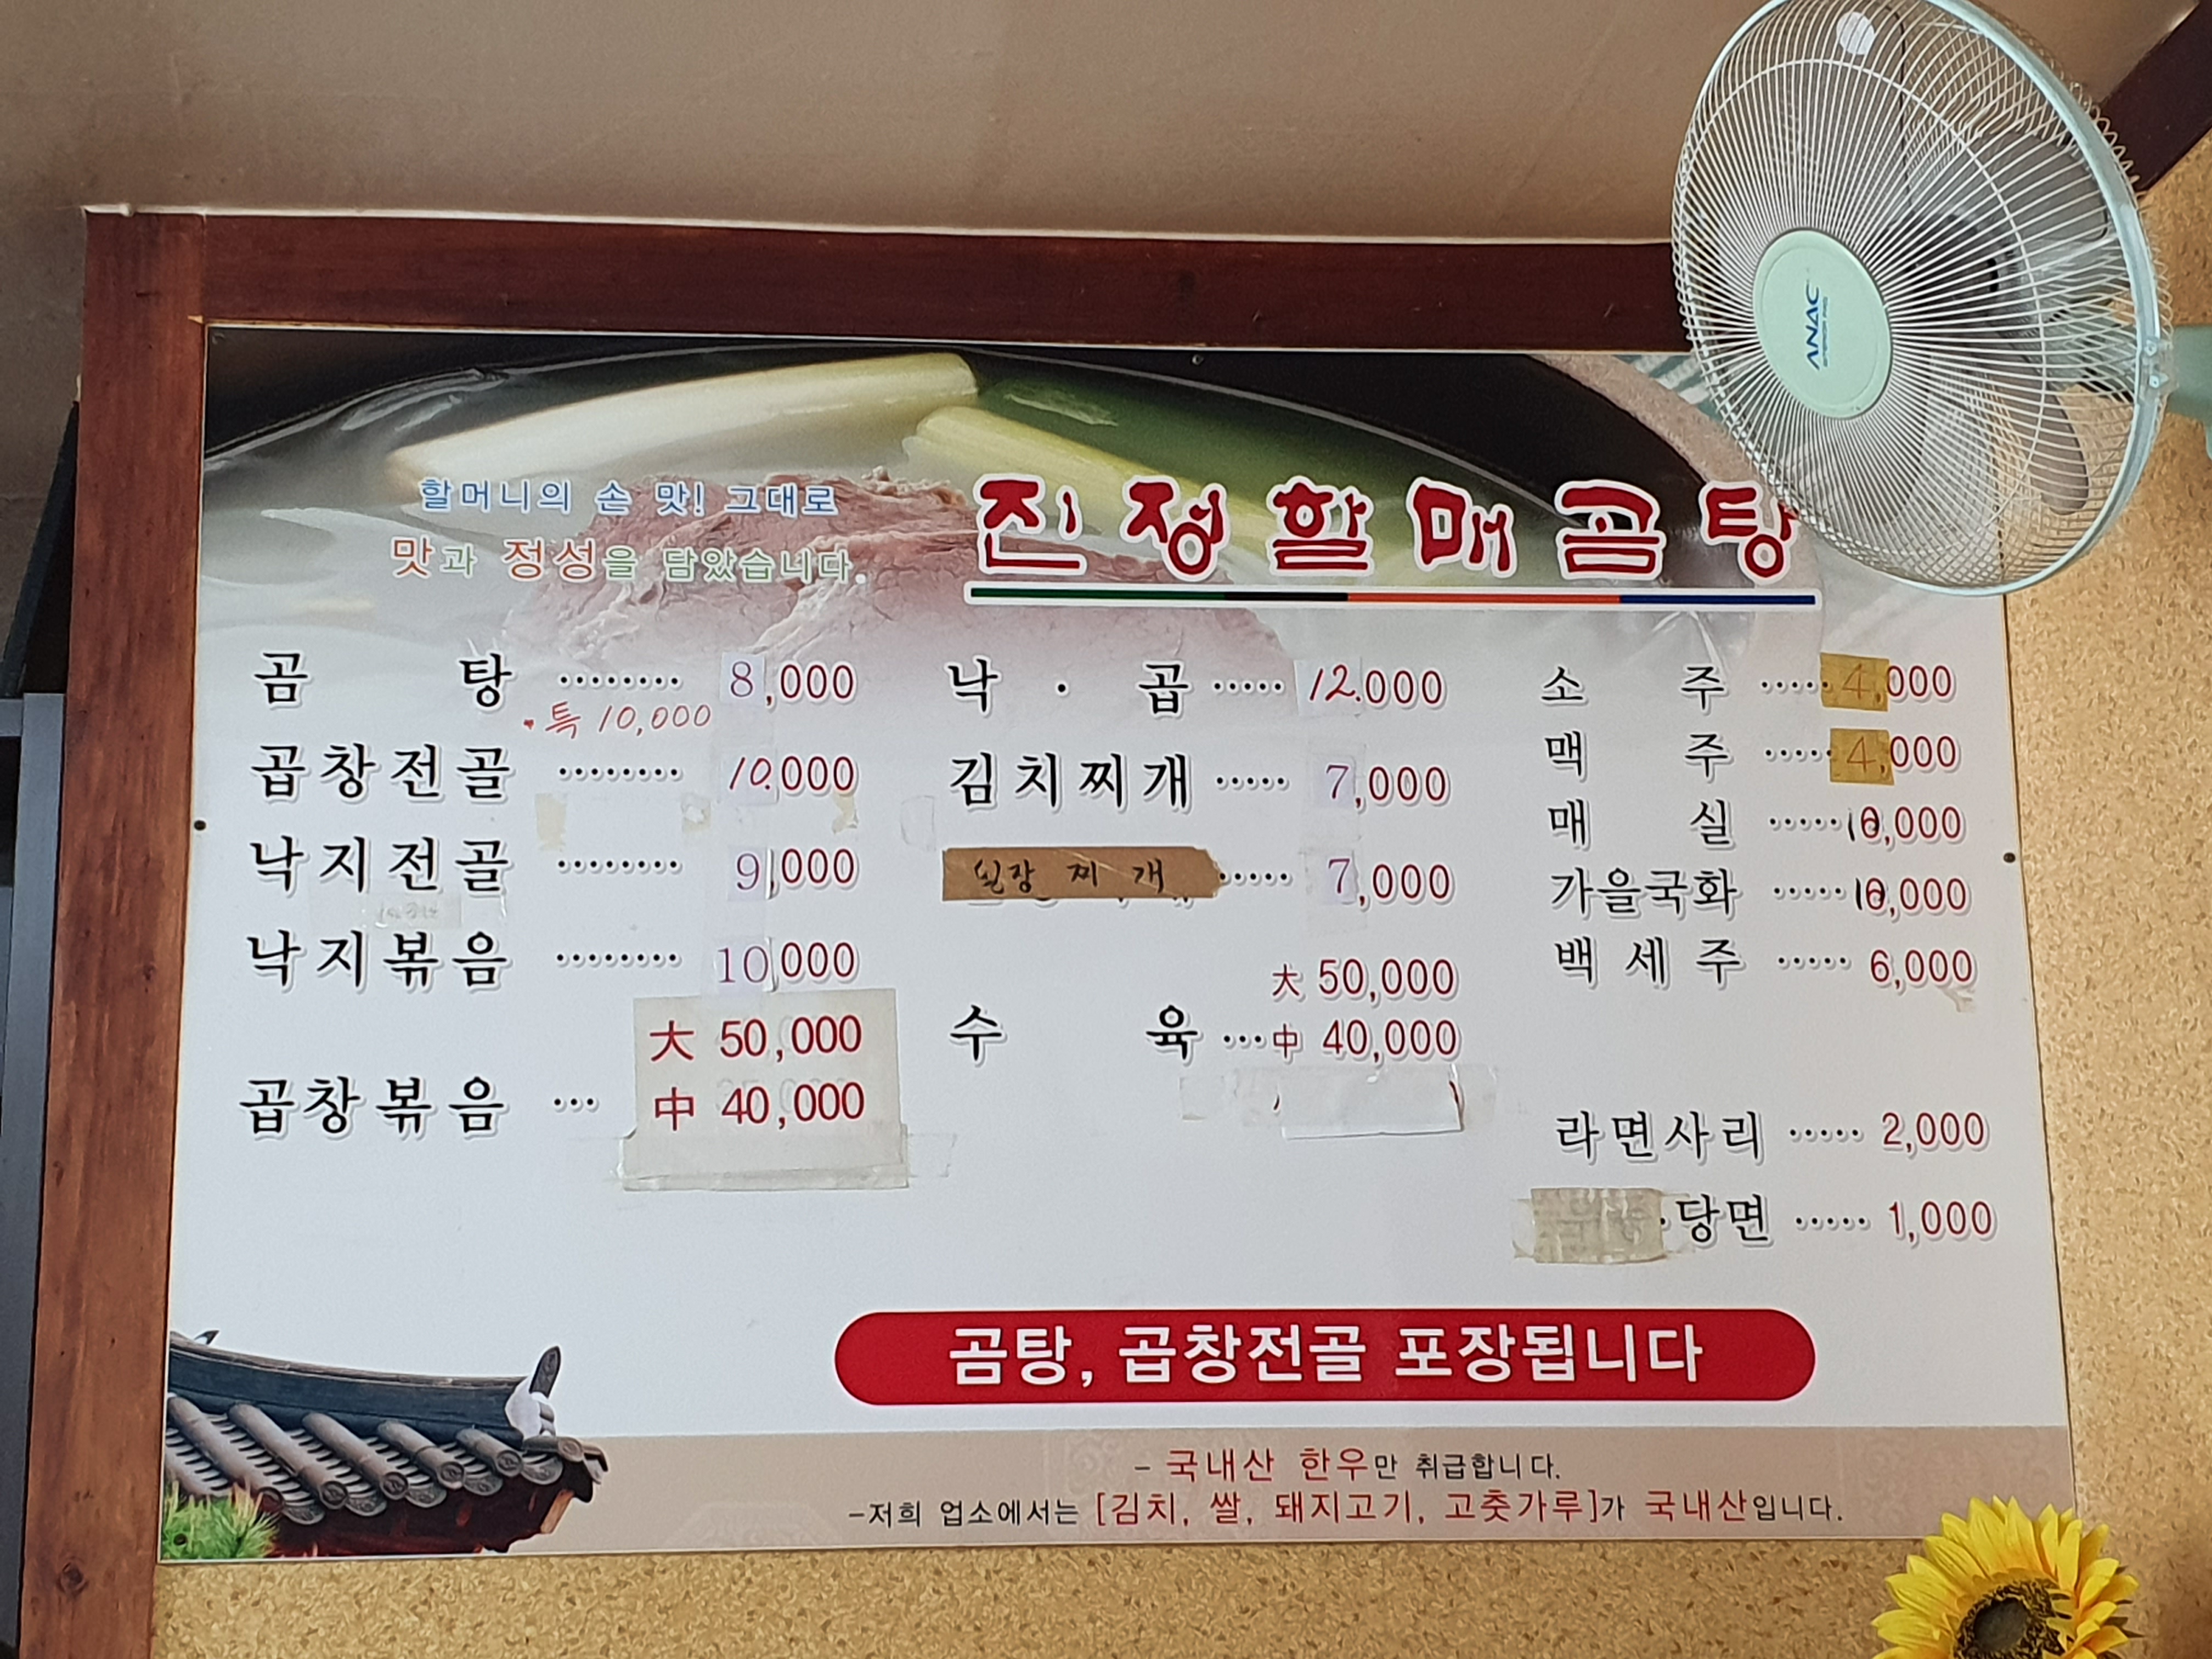 ANAC
할머니의 손 맛! 그대로
맛과 정성을 담았습니다.
진정할매곰탕
곰탕 ········ 8,000
·특 10,000
곱창전골 ········ 10.000
낙지전골 ········ 9,000
낙지볶음 ········ 10,000
곱창볶음 ··· 大 50,000
中 40,000
낙·곱 ····· 12.000
김치찌개 ····· 7,000
된장찌개 ····· 7,000
수육 ··· 大 50,000
中 40,000
소주 ····· 4,000
맥주 ····· 4,000
매실 ····· 10,000
가을국화 ····· 10,000
백세주 ····· 6,000
라면사리 ····· 2,000
·당면 ····· 1,000
곰탕, 곱창전골 포장됩니다
- 국내산 한우만 취급합니다.
-저희 업소에서는 [김치, 쌀, 돼지고기, 고춧가루]가 국내산입니다.